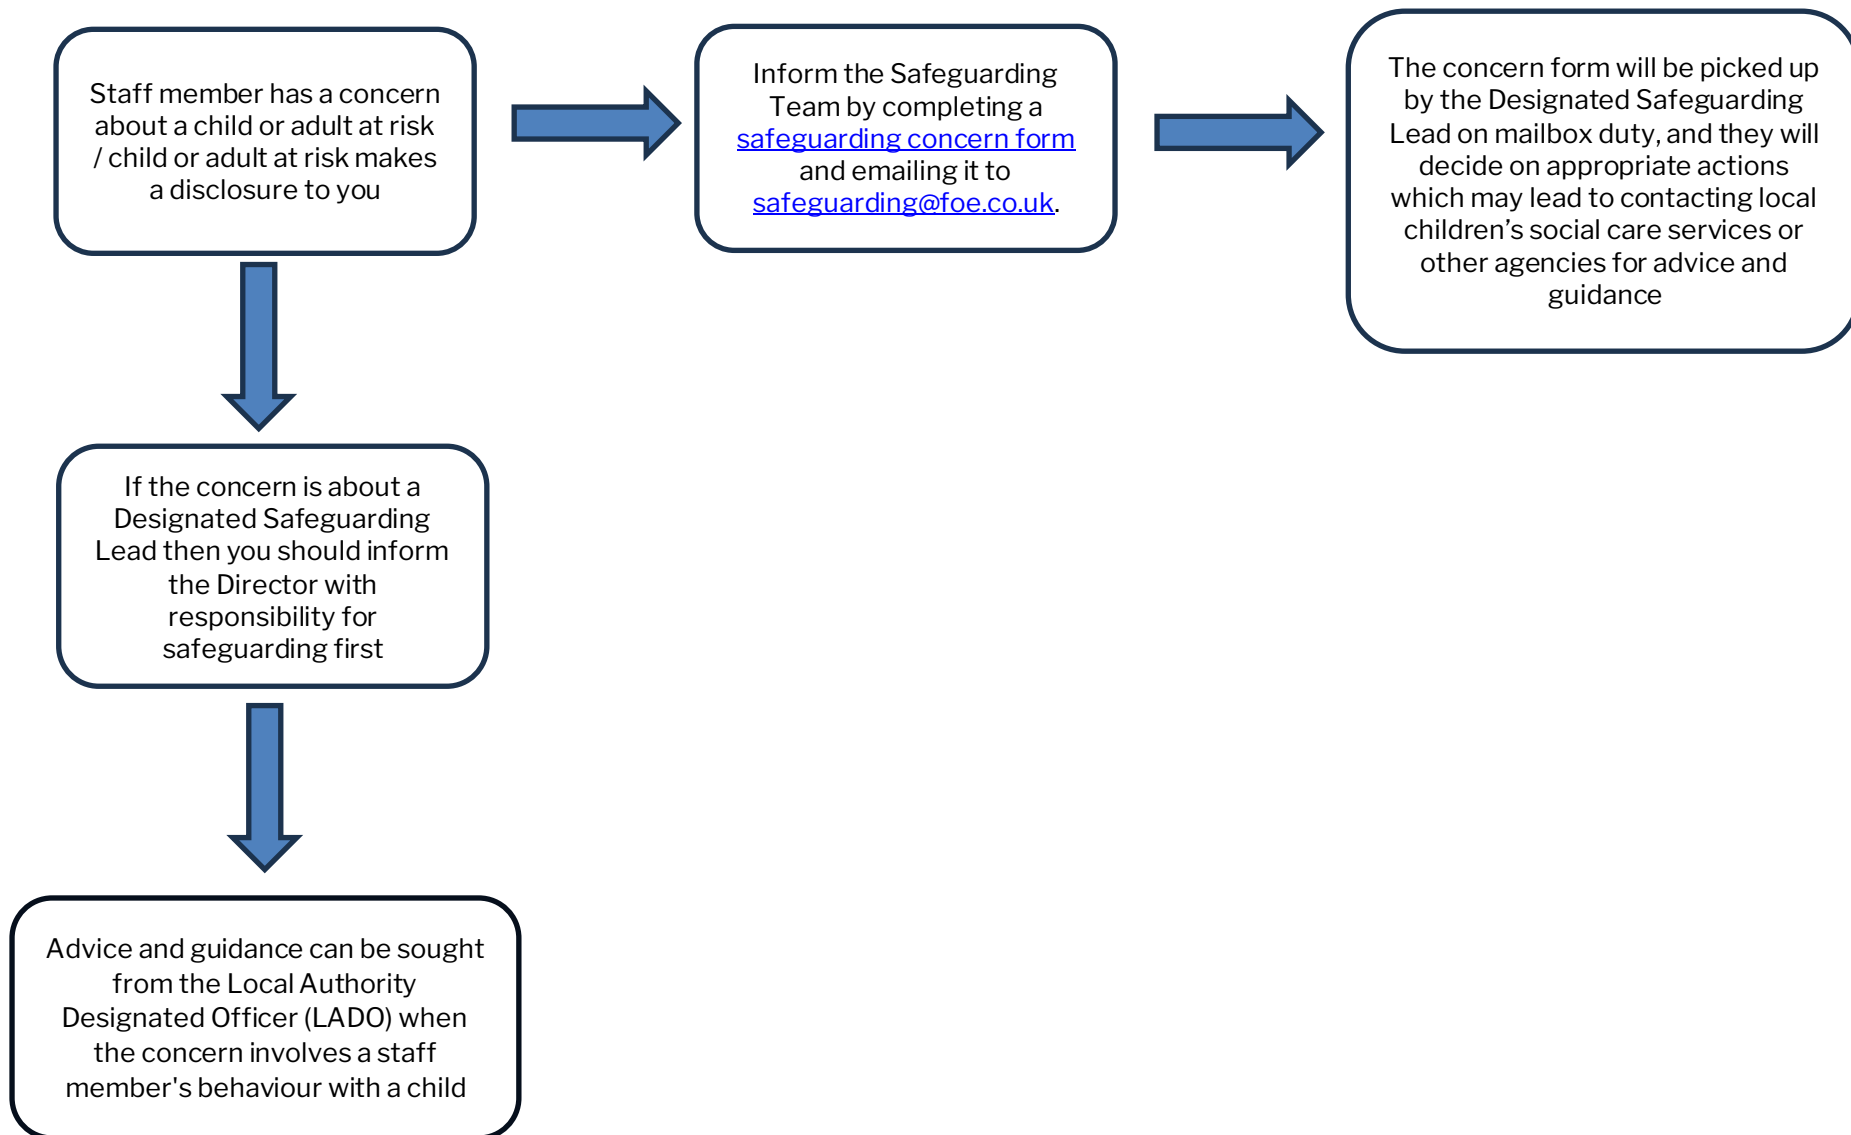 Staff member has a concern
about a child or adult at risk
/ child or adult at risk makes
a disclosure to you
Inform the Safeguarding
Team by completing a
safeguarding concern form
and emailing it to
safeguarding@foe.co.uk.
The concern form will be picked up
by the Designated Safeguarding
Lead on mailbox duty, and they will
decide on appropriate actions
which may lead to contacting local
children’s social care services or
other agencies for advice and
guidance
If the concern is about a
Designated Safeguarding
Lead then you should inform
the Director with
responsibility for
safeguarding first
Advice and guidance can be sought
from the Local Authority
Designated Officer (LADO) when
the concern involves a staff
member's behaviour with a child